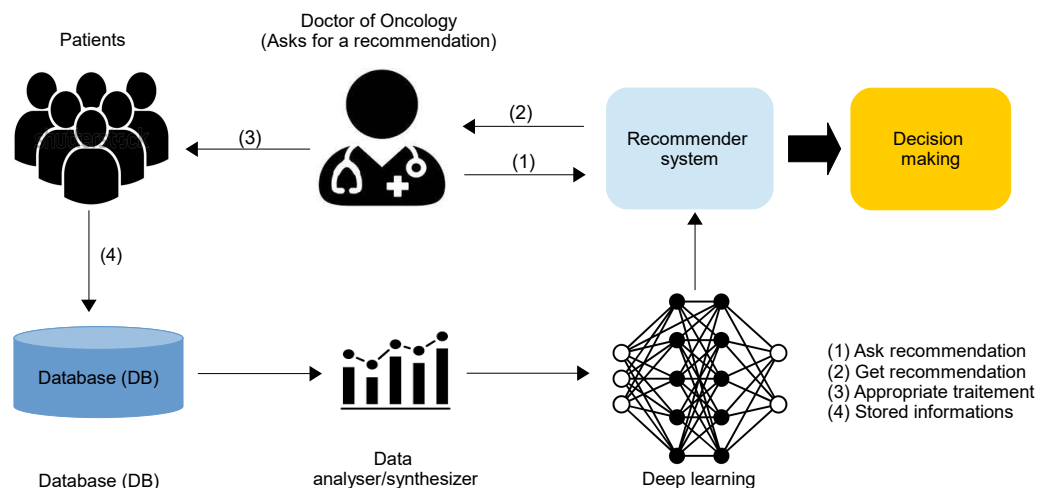 Patients
Doctor of Oncology
(Asks for a recommendation)
(3)
(2)
(1)
Recommender
system
Decision
making
(4)
Database (DB)
(1) Ask recommendation
(2) Get recommendation
(3) Appropriate traitement
(4) Stored informations
Database (DB)
Data
analyser/synthesizer
Deep learning